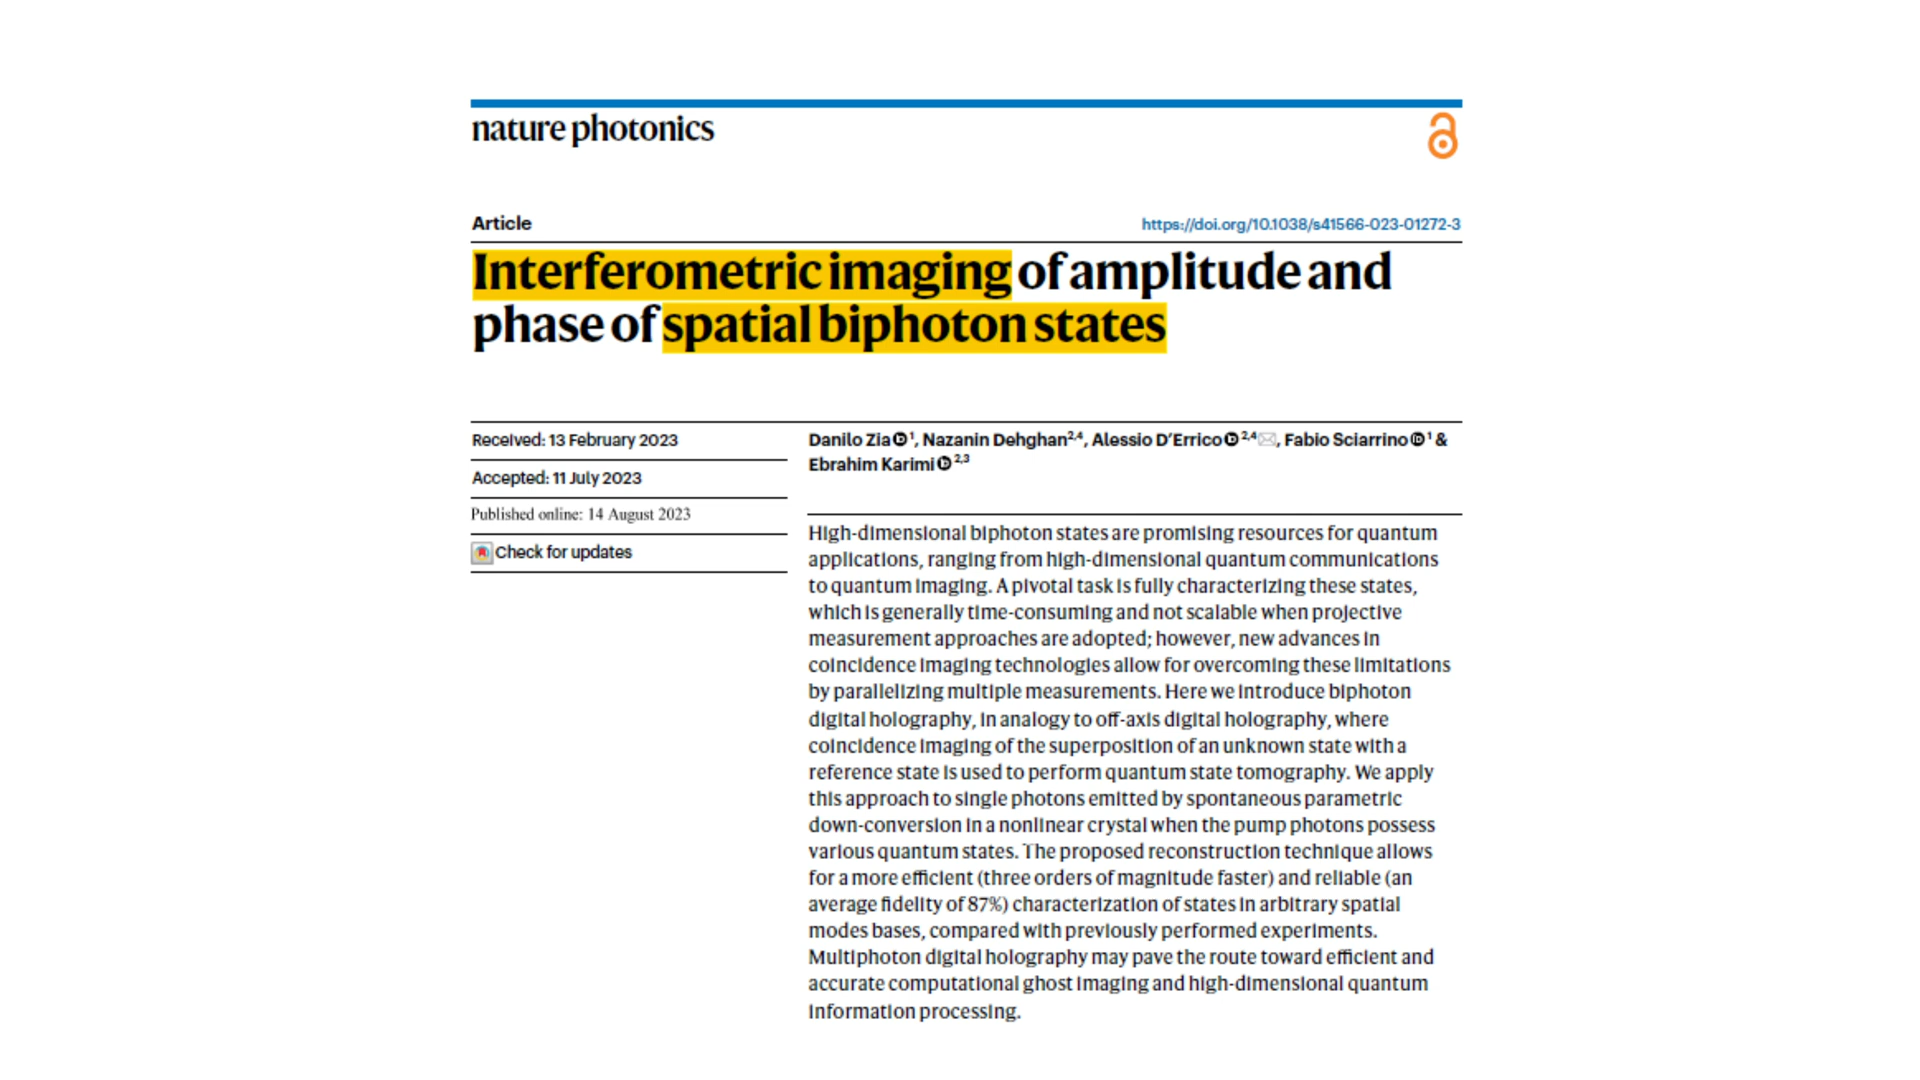 nature photonics
Article
https://doi.org/10.1038/s41566-023-01272-3
Interferometric imaging of amplitude and
phase of spatial biphoton states
Received: 13 February 2023
Accepted: 11 July 2023
Published online: 14 August 2023
Check for updates
Danilo Zia 1, Nazanin Dehghan2,4, Alessio D’Errico 2,4, Fabio Sciarrino 1 &
Ebrahim Karimi 2,3
High-dimensional biphoton states are promising resources for quantum
applications, ranging from high-dimensional quantum communications
to quantum imaging. A pivotal task is fully characterizing these states,
which is generally time-consuming and not scalable when projective
measurement approaches are adopted; however, new advances in
coincidence imaging technologies allow for overcoming these limitations
by parallelizing multiple measurements. Here we introduce biphoton
digital holography, in analogy to off-axis digital holography, where
coincidence imaging of the superposition of an unknown state with a
reference state is used to perform quantum state tomography. We apply
this approach to single photons emitted by spontaneous parametric
down-conversion in a nonlinear crystal when the pump photons possess
various quantum states. The proposed reconstruction technique allows
for a more efficient (three orders of magnitude faster) and reliable (an
average fidelity of 87%) characterization of states in arbitrary spatial
modes bases, compared with previously performed experiments.
Multiphoton digital holography may pave the route toward efficient and
accurate computational ghost imaging and high-dimensional quantum
information processing.